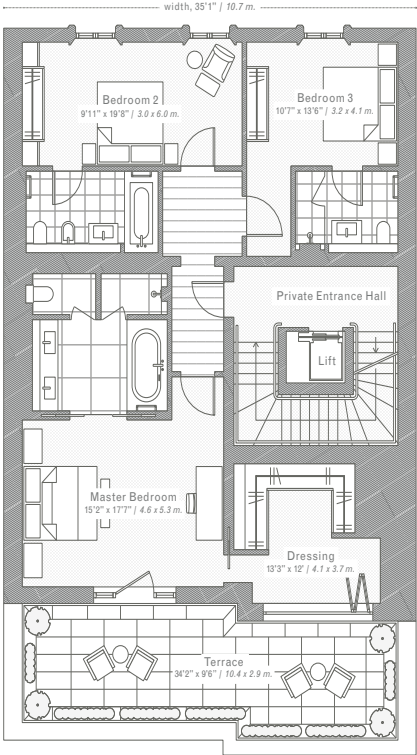 width, 35'1" / 10.7 m.
Bedroom 2
9'11" x 19'8" / 3.0 x 6.0 m.
Bedroom 3
10'7" x 13'6" / 3.2 x 4.1 m.
Private Entrance Hall
Lift
Master Bedroom
15'2" x 17'7" / 4.6 x 5.3 m.
Dressing
13'3" x 12' / 4.1 x 3.7 m.
Terrace
34'2" x 9'6" / 10.4 x 2.9 m.